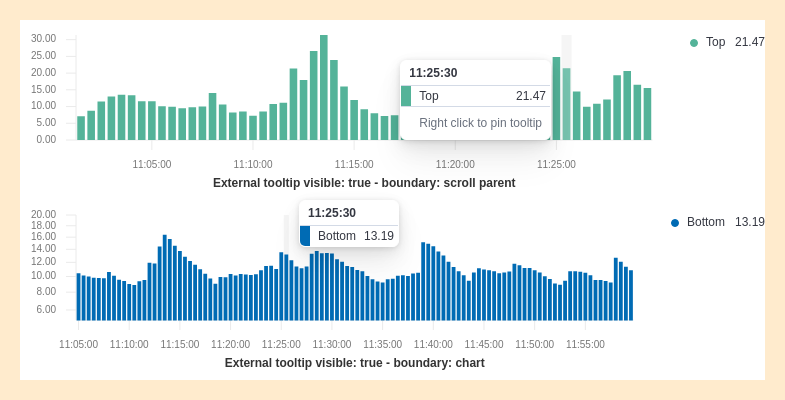 30.00
25.00
20.00
15.00
10.00
5.00
0.00
11:05:00 11:10:00 11:15:00 11:20:00 11:25:00
External tooltip visible: true - boundary: scroll parent
Top 21.47
11:25:30
Top 21.47
Right click to pin tooltip
20.00
18.00
16.00
14.00
12.00
10.00
8.00
6.00
11:05:00 11:10:00 11:15:00 11:20:00 11:25:00 11:30:00 11:35:00 11:40:00 11:45:00 11:50:00 11:55:00
External tooltip visible: true - boundary: chart
Bottom 13.19
11:25:30
Bottom 13.19